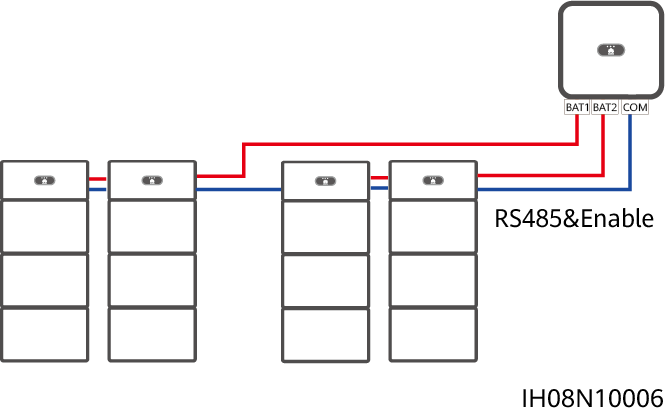 BAT1 BAT2 COM
RS485&Enable
IH08N10006